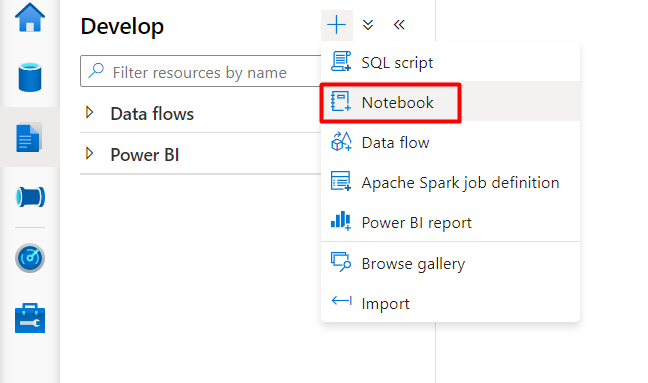 Develop
Filter resources by name
Data flows
Power BI
SQL script
Notebook
Data flow
Apache Spark job definition
Power BI report
Browse gallery
Import